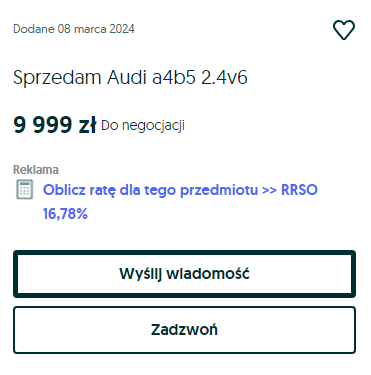 Dodane 08 marca 2024
Sprzedam Audi a4b5 2.4v6
9 999 zł Do negocjacji
Reklama
Oblicz ratę dla tego przedmiotu >> RRSO
16,78%
Wyślij wiadomość
Zadzwoń